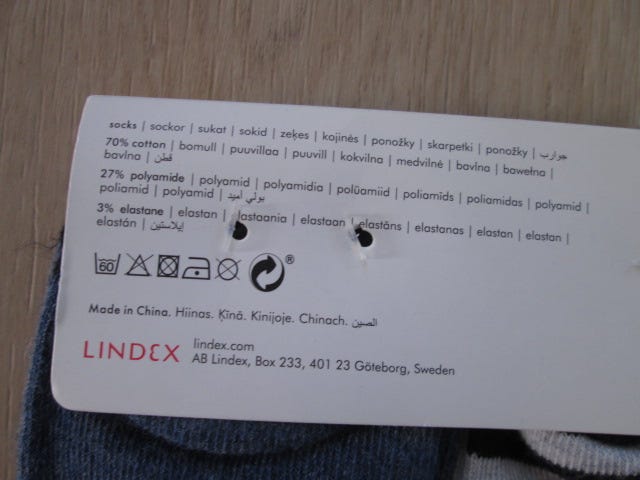 socks | sockor | sukat | sokid | zeķes | kojinės | ponožky | skarpetki | ponožky | جوارب
70% cotton | bomull | puuvillaa | puuvill | kokvilna | medvilné | bavlna | bawełna |
bavlna | قطن
27% polyamide | polyamid | polyamidia | polüamiid | poliamīds | poliamidas | polyamid |
poliamid | polyamid | بولي أميد
3% elastane | elastan | elastaania | elastaan | elastāns | elastanas | elastan | elastan |
elastán | إيلاستين
60
®
Made in China. Hiinas. Ķīnā. Kinijoje. Chinach. الصين
LINDEX
lindex.com
AB Lindex, Box 233, 401 23 Göteborg, Sweden